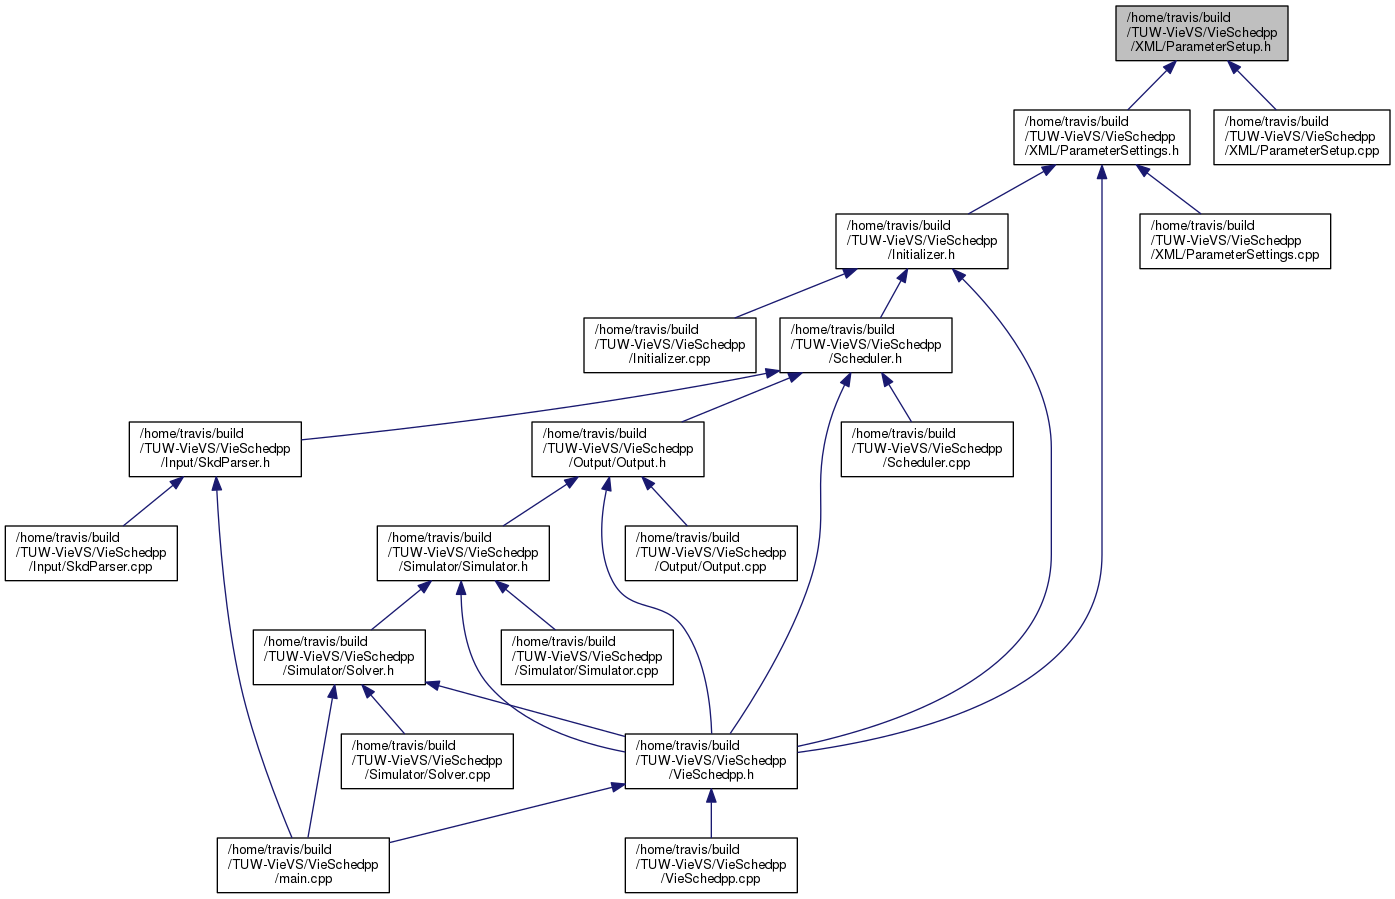 /home/travis/build
/TUW-VieVS/VieSchedpp
/XML/ParameterSetup.h
/home/travis/build
/TUW-VieVS/VieSchedpp
/XML/ParameterSettings.h
/home/travis/build
/TUW-VieVS/VieSchedpp
/XML/ParameterSetup.cpp
/home/travis/build
/TUW-VieVS/VieSchedpp
/Initializer.h
/home/travis/build
/TUW-VieVS/VieSchedpp
/XML/ParameterSettings.cpp
/home/travis/build
/TUW-VieVS/VieSchedpp
/Initializer.cpp
/home/travis/build
/TUW-VieVS/VieSchedpp
/Scheduler.h
/home/travis/build
/TUW-VieVS/VieSchedpp
/Input/SkdParser.h
/home/travis/build
/TUW-VieVS/VieSchedpp
/Output/Output.h
/home/travis/build
/TUW-VieVS/VieSchedpp
/Scheduler.cpp
/home/travis/build
/TUW-VieVS/VieSchedpp
/Input/SkdParser.cpp
/home/travis/build
/TUW-VieVS/VieSchedpp
/Simulator/Simulator.h
/home/travis/build
/TUW-VieVS/VieSchedpp
/Output/Output.cpp
/home/travis/build
/TUW-VieVS/VieSchedpp
/Simulator/Solver.h
/home/travis/build
/TUW-VieVS/VieSchedpp
/Simulator/Simulator.cpp
/home/travis/build
/TUW-VieVS/VieSchedpp
/Simulator/Solver.cpp
/home/travis/build
/TUW-VieVS/VieSchedpp
/VieSchedpp.h
/home/travis/build
/TUW-VieVS/VieSchedpp
/main.cpp
/home/travis/build
/TUW-VieVS/VieSchedpp
/VieSchedpp.cpp